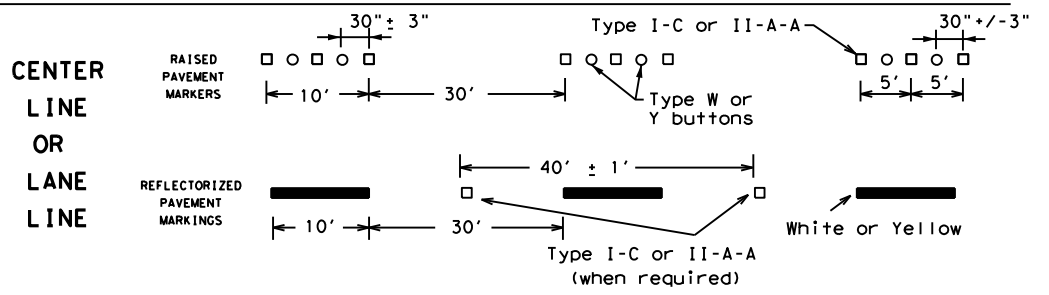 30" ± 3"
Type I-C or II-A-A
30"+/-3"
CENTER
LINE
OR
LANE
LINE
RAISED
PAVEMENT
MARKERS
10'
30'
Type W or
Y buttons
5'
5'
40' ± 1'
REFLECTORIZED
PAVEMENT
MARKINGS
10'
30'
Type I-C or II-A-A
(when required)
White or Yellow